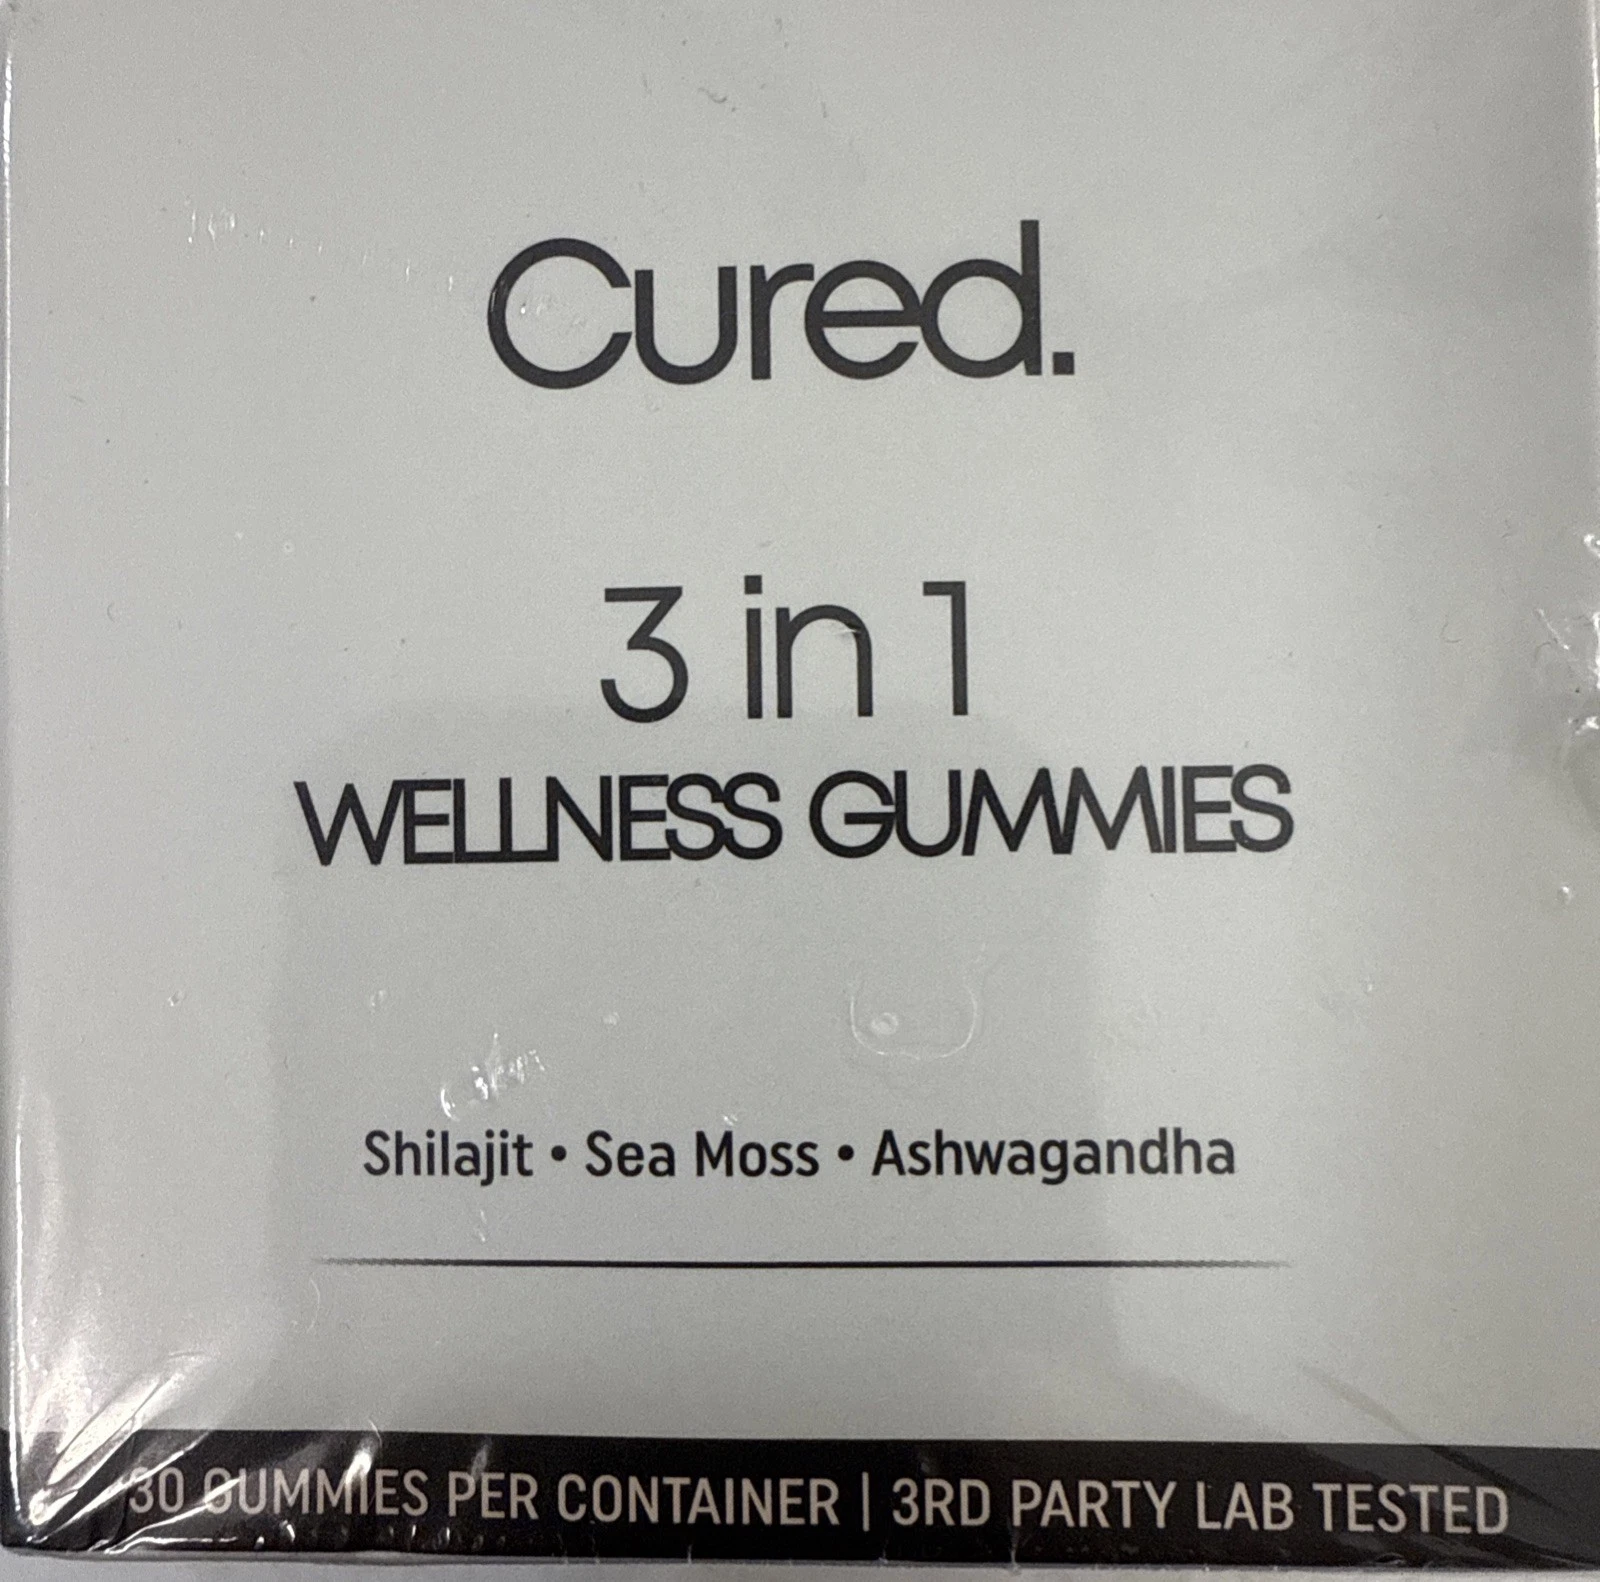 Cured.
3 in 1
WELLNESS GUMMIES
Shilajit • Sea Moss • Ashwagandha
30 GUMMIES PER CONTAINER | 3RD PARTY LAB TESTED